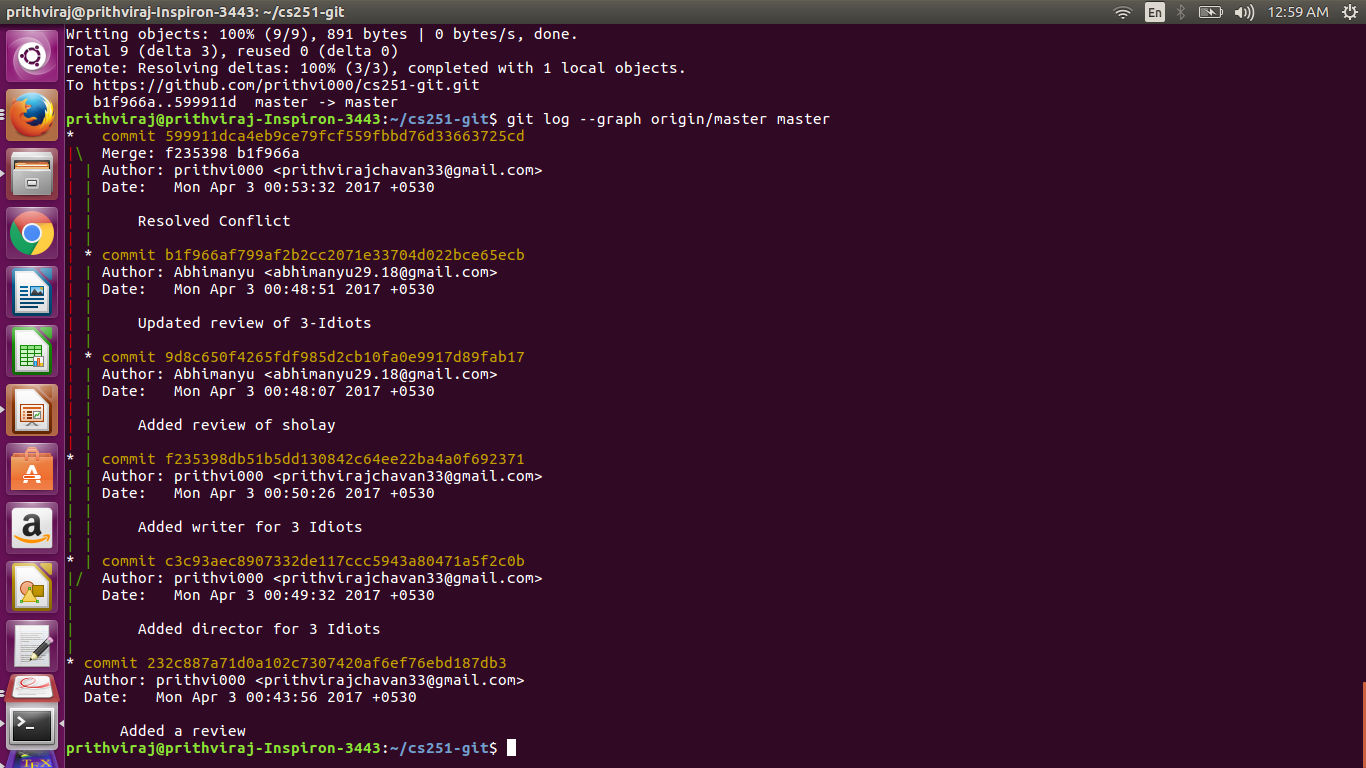 prithviraj@prithviraj-Inspiron-3443: ~/cs251-git
En
12:59 AM
Writing objects: 100% (9/9), 891 bytes | 0 bytes/s, done.
Total 9 (delta 3), reused 0 (delta 0)
remote: Resolving deltas: 100% (3/3), completed with 1 local objects.
To https://github.com/prithvi000/cs251-git.git
   b1f966a..599911d  master -> master
prithviraj@prithviraj-Inspiron-3443:~/cs251-git$ git log --graph origin/master master
*   commit 599911dca4eb9ce79fcf559fbbd76d33663725cd
|\  Merge: f235398 b1f966a
| | Author: prithvi000 <prithvirajchavan33@gmail.com>
| | Date:   Mon Apr 3 00:53:32 2017 +0530
| |
| |     Resolved Conflict
| |
| * commit b1f966af799af2b2cc2071e33704d022bce65ecb
| | Author: Abhimanyu <abhimanyu29.18@gmail.com>
| | Date:   Mon Apr 3 00:48:51 2017 +0530
| |
| |     Updated review of 3-Idiots
| |
| * commit 9d8c650f4265fdf985d2cb10fa0e9917d89fab17
| | Author: Abhimanyu <abhimanyu29.18@gmail.com>
| | Date:   Mon Apr 3 00:48:07 2017 +0530
| |
| |     Added review of sholay
| |
* | commit f235398db51b5dd130842c64ee22ba4a0f692371
| | Author: prithvi000 <prithvirajchavan33@gmail.com>
| | Date:   Mon Apr 3 00:50:26 2017 +0530
| |
| |     Added writer for 3 Idiots
| |
* | commit c3c93aec8907332de117ccc5943a80471a5f2c0b
|/  Author: prithvi000 <prithvirajchavan33@gmail.com>
|   Date:   Mon Apr 3 00:49:32 2017 +0530
|
|       Added director for 3 Idiots
|
* commit 232c887a71d0a102c7307420af6ef76ebd187db3
  Author: prithvi000 <prithvirajchavan33@gmail.com>
  Date:   Mon Apr 3 00:43:56 2017 +0530

      Added a review
prithviraj@prithviraj-Inspiron-3443:~/cs251-git$